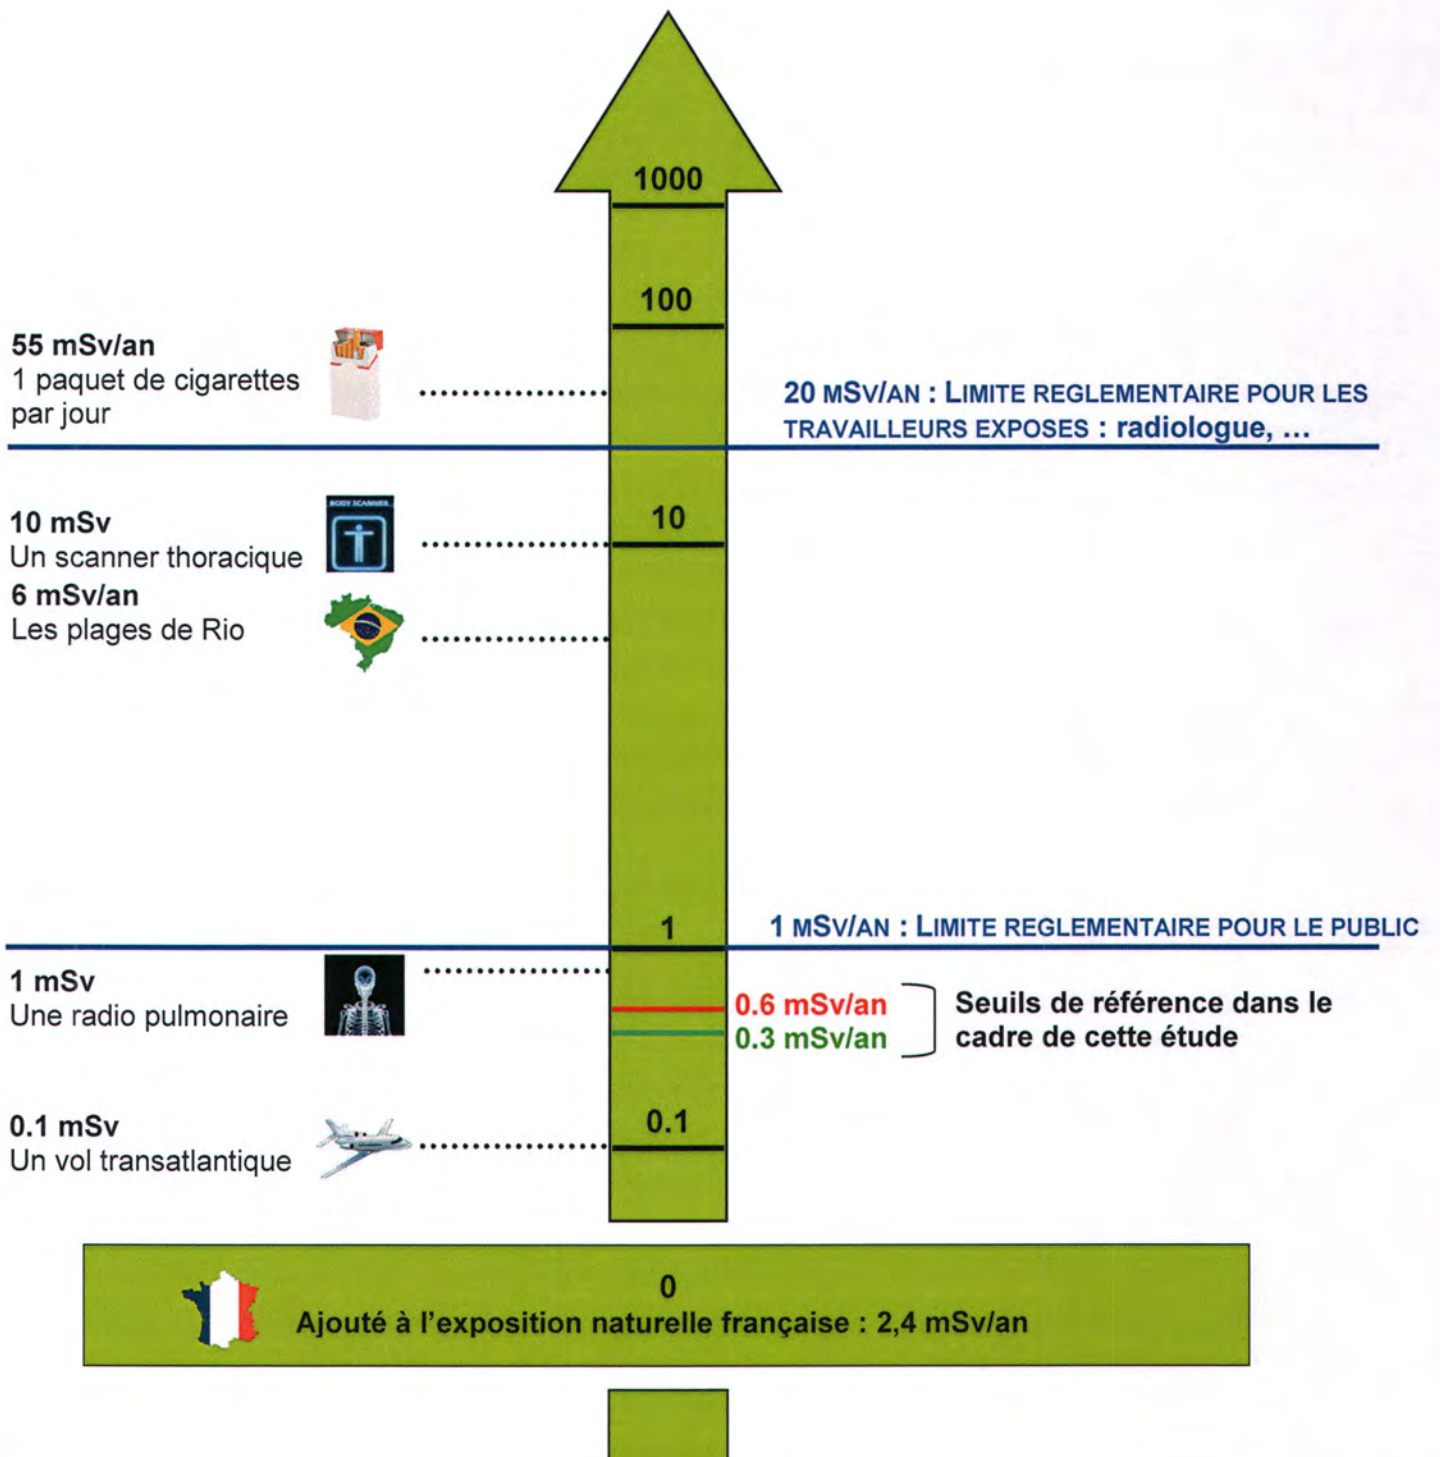 1000
100
55 mSv/an
1 paquet de cigarettes
par jour
20 MSV/AN : LIMITE REGLEMENTAIRE POUR LES
TRAVAILLEURS EXPOSES : radiologue, ...
BODY SCANNER
10 mSv
Un scanner thoracique
10
6 mSv/an
Les plages de Rio
1
1 MSV/AN : LIMITE REGLEMENTAIRE POUR LE PUBLIC
1 mSv
Une radio pulmonaire
0.6 mSv/an
0.3 mSv/an
Seuils de référence dans le
cadre de cette étude
0.1 mSv
Un vol transatlantique
0.1
0
Ajouté à l'exposition naturelle française : 2,4 mSv/an